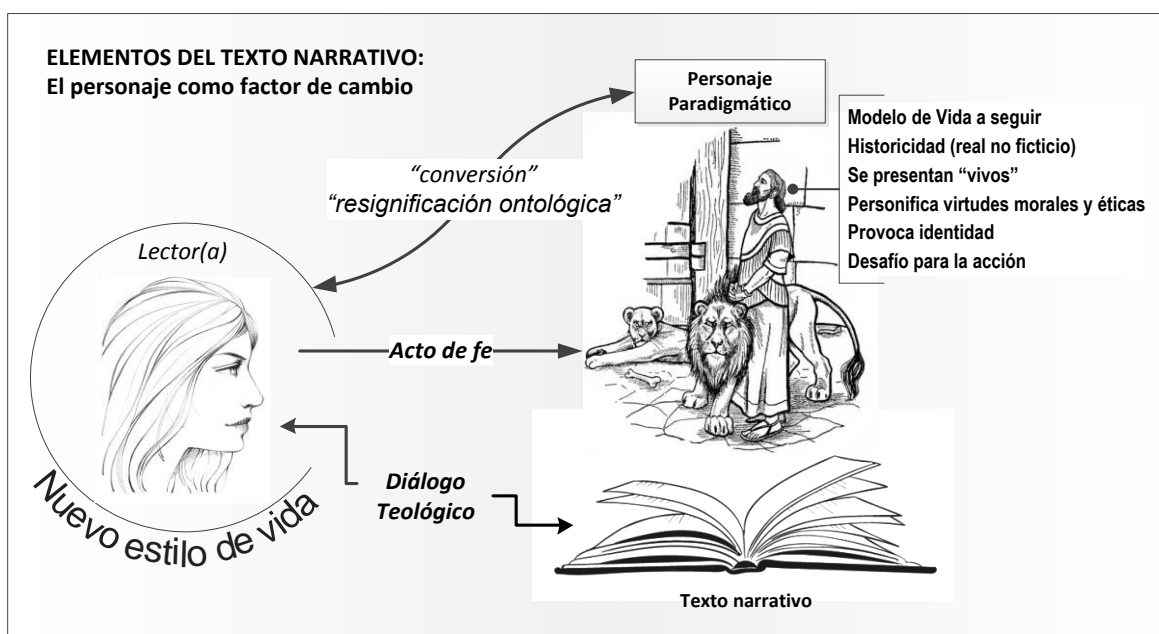 ELEMENTOS DEL TEXTO NARRATIVO:
El personaje como factor de cambio
Personaje
Paradigmático
Modelo de Vida a seguir
Historicidad (real no ficticio)
Se presentan “vivos”
Personifica virtudes morales y éticas
Provoca identidad
Desafío para la acción
“conversión”
“resignificación ontológica”
Lector(a)
Acto de fe
Diálogo
Teológico
Nuevo estilo de vida
Texto narrativo